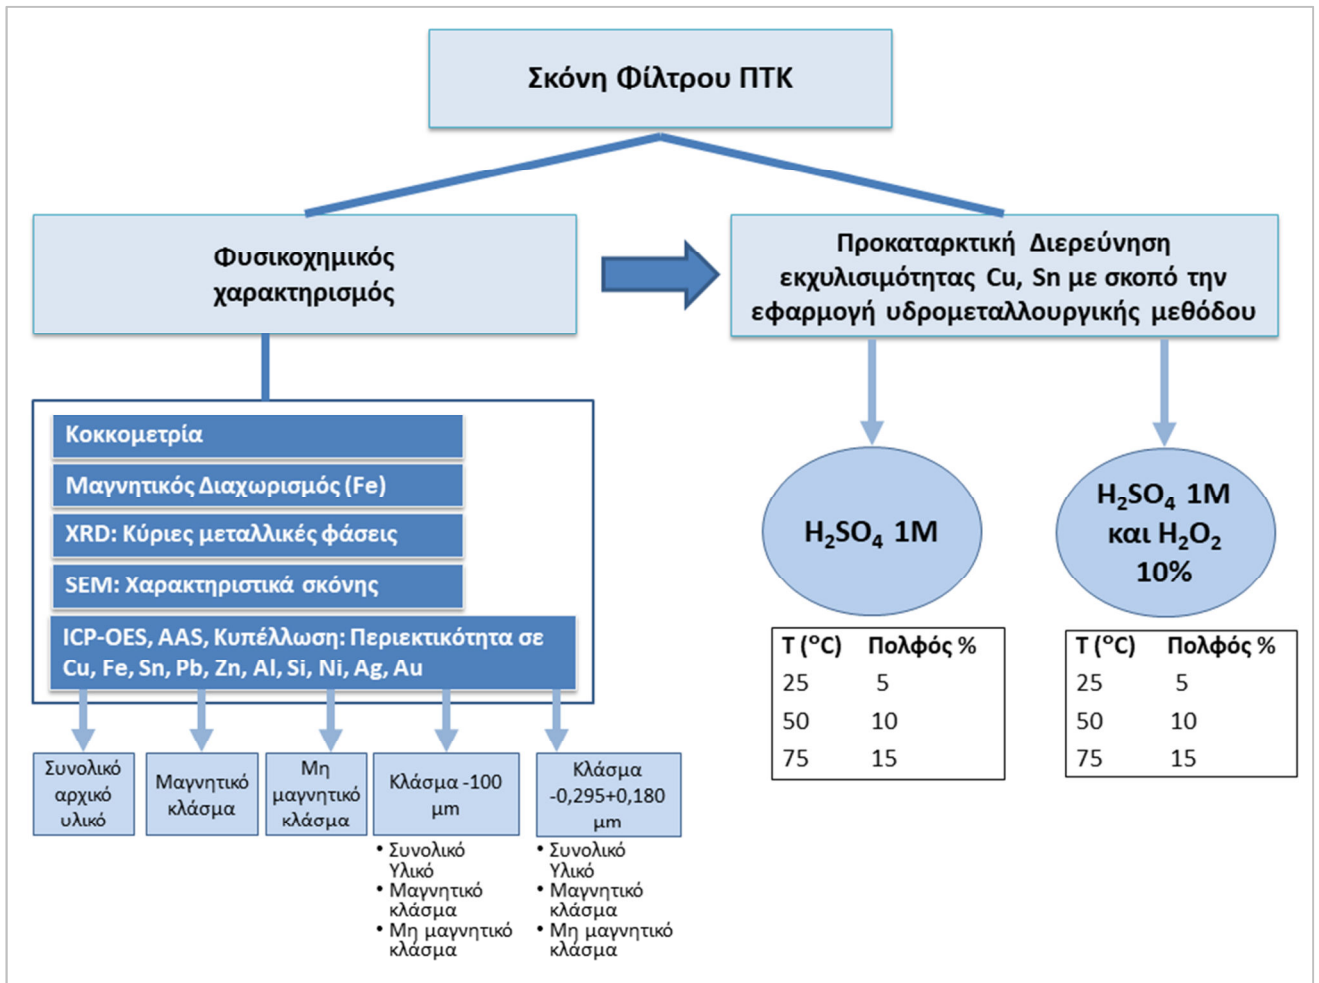 Σκόνη Φίλτρου ΠΤΚ
Φυσικοχημικός
χαρακτηρισμός
Προκαταρκτική Διερεύνηση
εκχυλισιμότητας Cu, Sn με σκοπό την
εφαρμογή υδρομεταλλουργικής μεθόδου
Κοκκομετρία
Μαγνητικός Διαχωρισμός (Fe)
XRD: Κύριες μεταλλικές φάσεις
SEM: Χαρακτηριστικά σκόνης
ICP-OES, AAS, Κυπέλλωση: Περιεκτικότητα σε
Cu, Fe, Sn, Pb, Zn, Al, Si, Ni, Ag, Au
Συνολικό
αρχικό
υλικό
Μαγνητικό
κλάσμα
Μη
μαγνητικό
κλάσμα
Κλάσμα -100
μm
Κλάσμα
-0,295+0,180
μm
• Συνολικό
Υλικό
• Μαγνητικό
κλάσμα
• Μη μαγνητικό
κλάσμα
• Συνολικό
Υλικό
• Μαγνητικό
κλάσμα
• Μη μαγνητικό
κλάσμα
H₂SO₄ 1M
T (°C) Πολφός %
25 5
50 10
75 15
H₂SO₄ 1M
και H₂O₂
10%
T (°C) Πολφός %
25 5
50 10
75 15